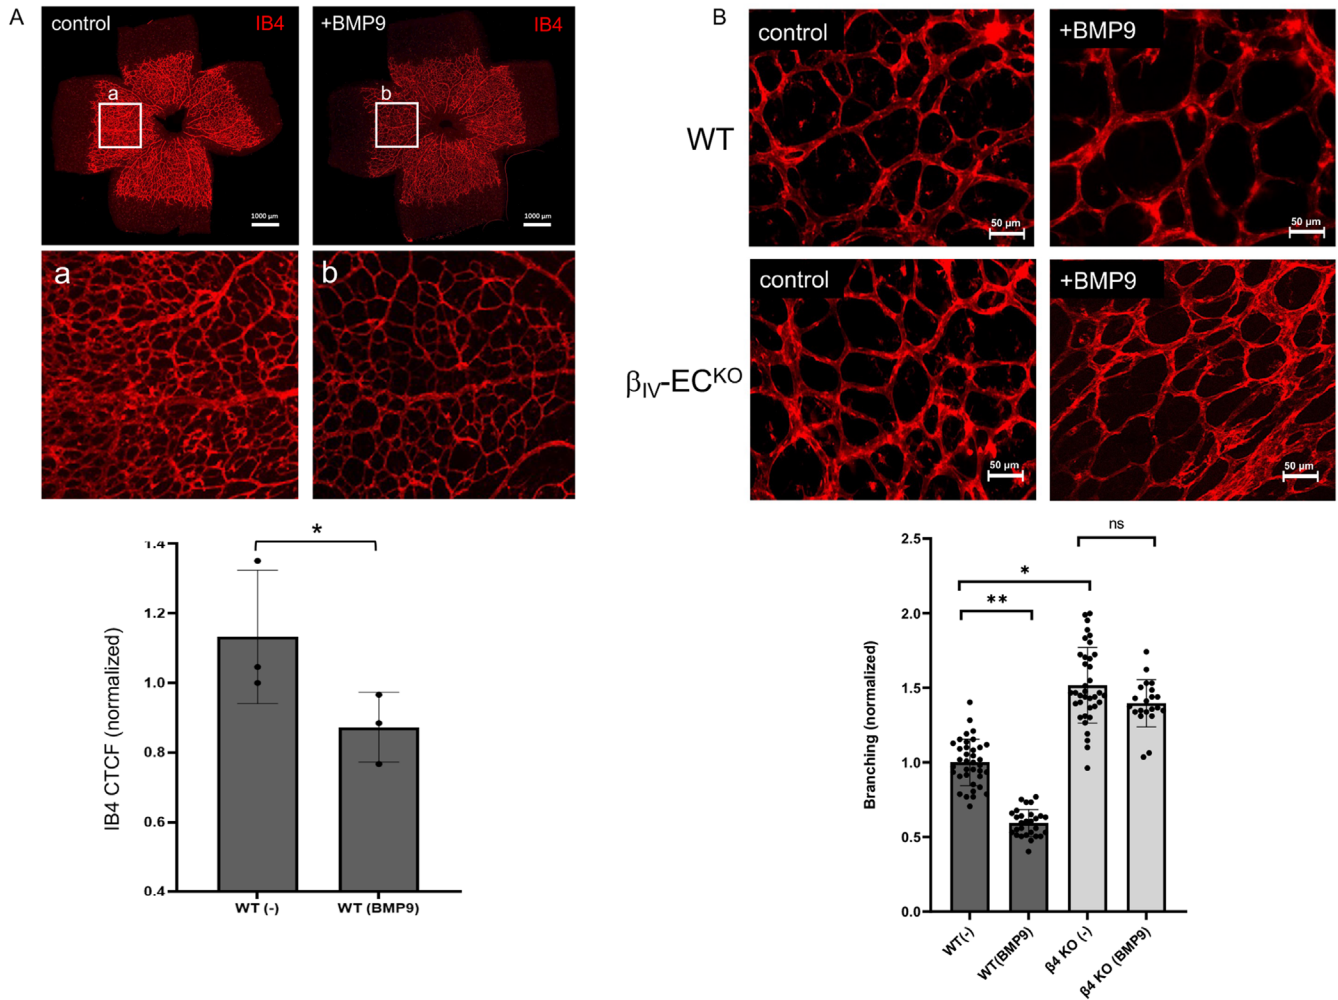 A
control
IB4
a
1000 µm
+BMP9
IB4
b
1000 µm
a
b
IB4 CTCF (normalized)
1.4
1.2
1.0
0.8
0.6
0.4
*
WT (-)
WT (BMP9)
B
WT
control
50 µm
+BMP9
50 µm
βIV-ECKO
control
50 µm
+BMP9
50 µm
Branching (normalized)
2.5
2.0
1.5
1.0
0.5
0.0
ns
*
**
WT(-)
WT(BMP9)
β4 KO (-)
β4 KO (BMP9)